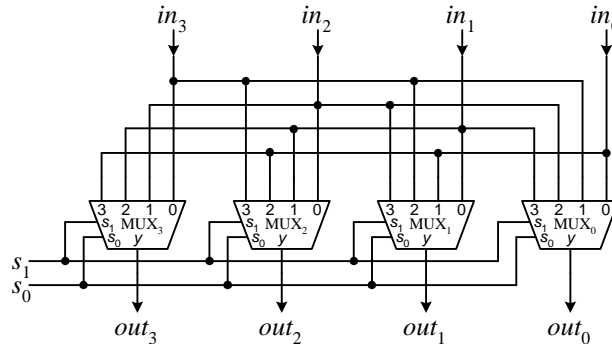 in₃ in₂ in₁ in₀
3 2 1 0 3 2 1 0 3 2 1 0 3 2 1 0
s₁ MUX₃ s₁ MUX₂ s₁ MUX₁ s₁ MUX₀
s₀ y s₀ y s₀ y s₀ y
s₁
s₀
out₃ out₂ out₁ out₀